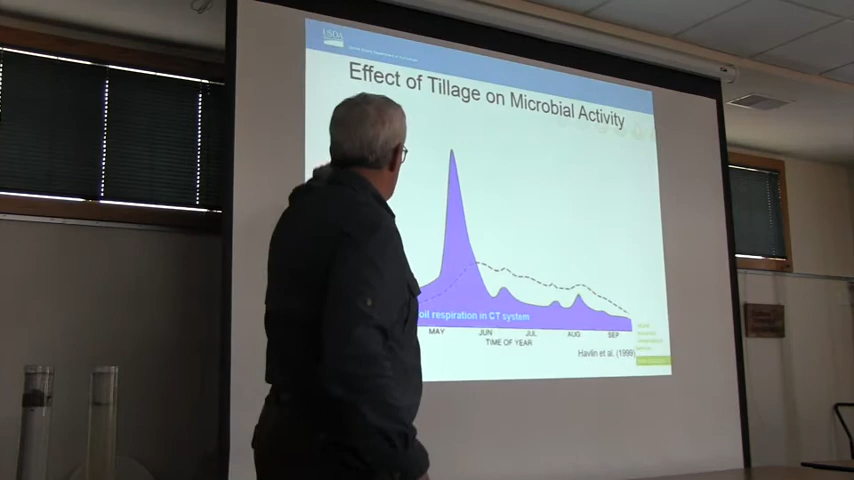 USDA
Effect of Tillage on Microbial Activity
oil respiration in CT system
MAY JUN JUL AUG SEP
TIME OF YEAR
Havlin et al. (1999)